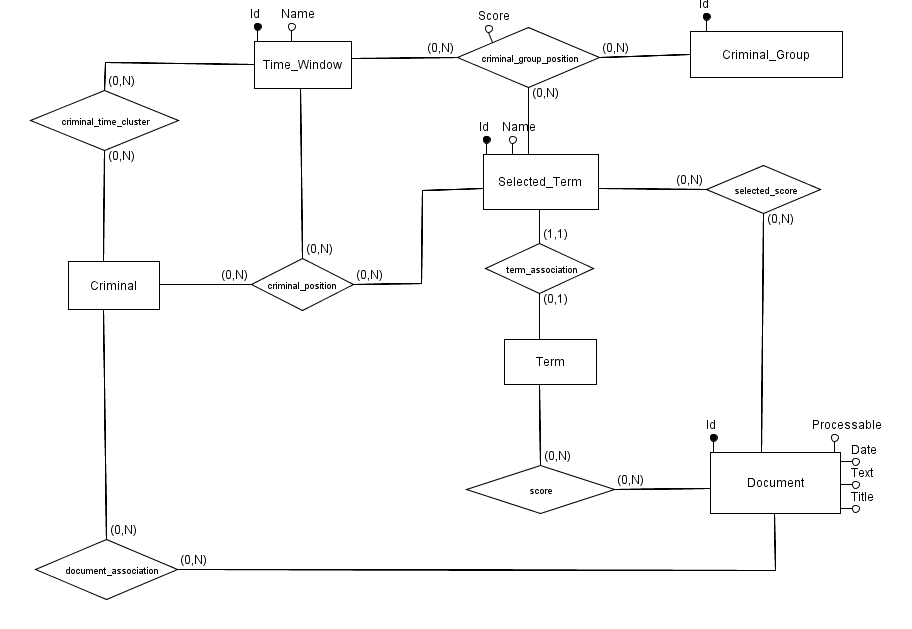 Id
Name
Score
Id
(0,N)
(0,N)
Time_Window
criminal_group_position
Criminal_Group
(0,N)
(0,N)
criminal_time_cluster
Id
Name
(0,N)
Selected_Term
(0,N)
selected_score
(0,N)
(1,1)
(0,N)
term_association
(0,N)
(0,N)
Criminal
criminal_position
(0,1)
Term
Id
Processable
Date
(0,N)
Text
(0,N)
Document
score
Title
(0,N)
(0,N)
document_association